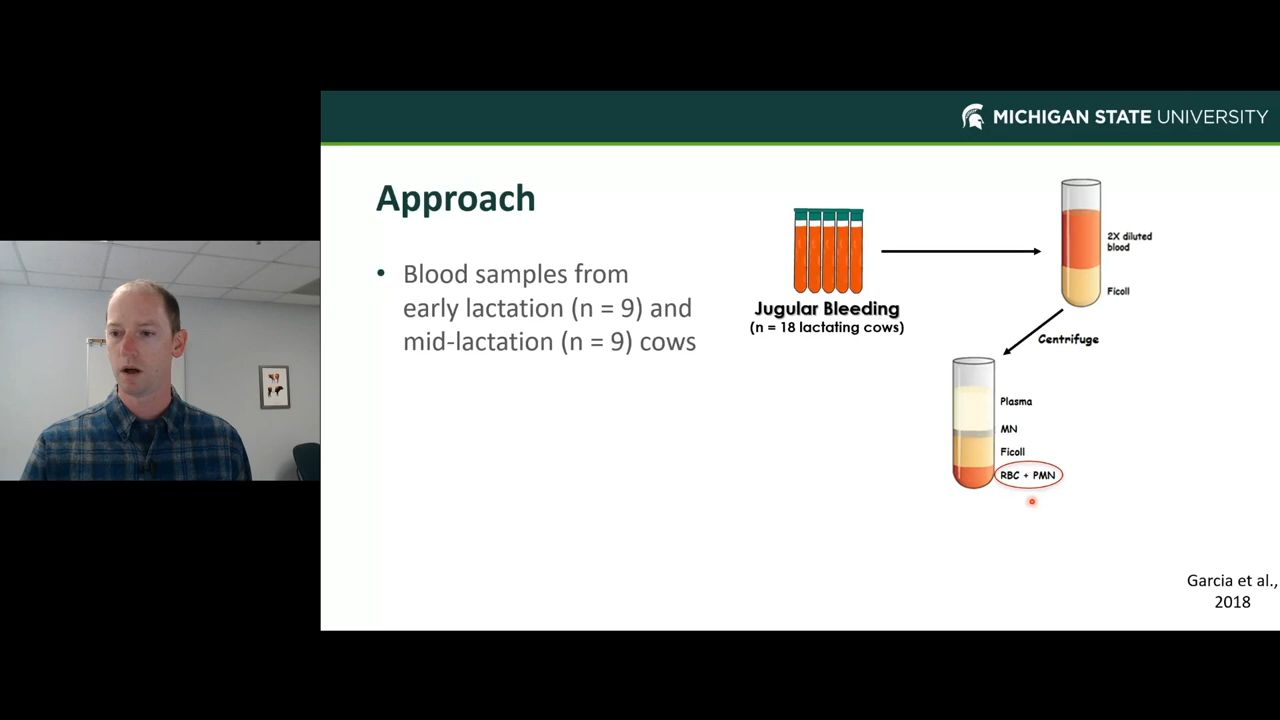 MICHIGAN STATE UNIVERSITY
Approach
• Blood samples from
early lactation (n = 9) and
mid-lactation (n = 9) cows
Jugular Bleeding
(n = 18 lactating cows)
2X diluted
blood
Ficoll
Centrifuge
Plasma
MN
Ficoll
RBC + PMN
Garcia et al.,
2018